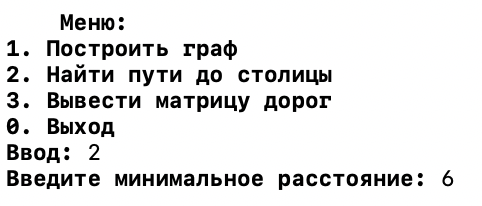 Меню:
1. Построить граф
2. Найти пути до столицы
3. Вывести матрицу дорог
0. Выход
Ввод: 2
Введите минимальное расстояние: 6